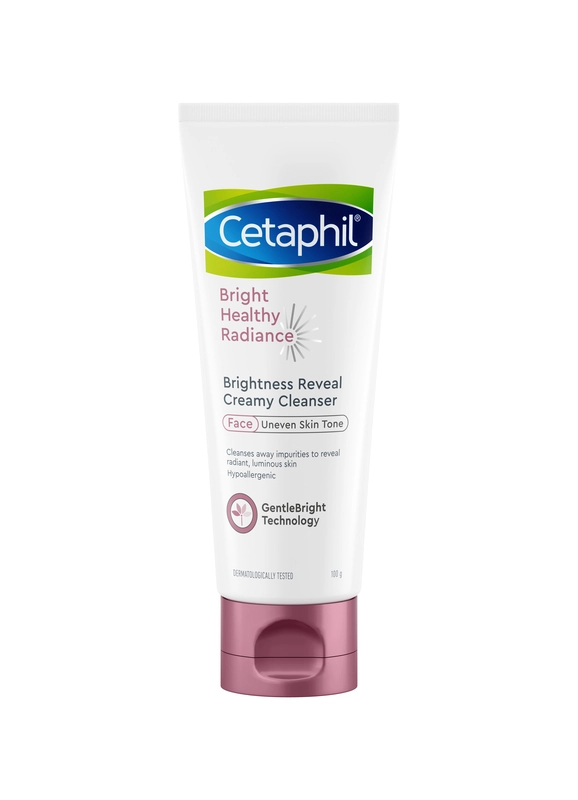 Cetaphil®
Bright
Healthy
Radiance
Brightness Reveal
Creamy Cleanser
Face Uneven Skin Tone
Cleanses away impurities to reveal
radiant, luminous skin
Hypoallergenic
GentleBright
Technology
DERMATOLOGICALLY TESTED 100 g